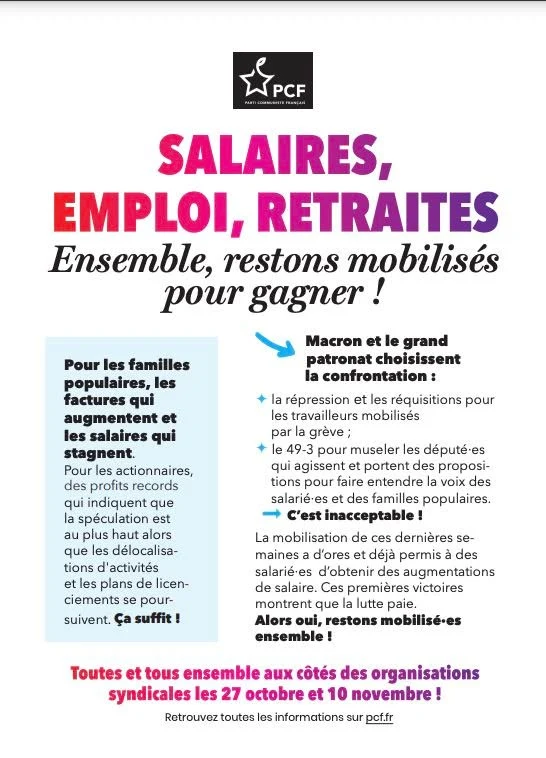 PCF
PARTI COMMUNISTE FRANÇAIS
SALAIRES,
EMPLOI, RETRAITES
Ensemble, restons mobilisés
pour gagner !
Pour les familles
populaires, les
factures qui
augmentent et
les salaires qui
stagnent.
Pour les actionnaires,
des profits records
qui indiquent que
la spéculation est
au plus haut alors
que les délocalisa-
tions d'activités
et les plans de licen-
ciements se pour-
suivent. Ça suffit !
Macron et le grand
patronat choisissent
la confrontation :
la répression et les réquisitions pour
les travailleurs mobilisés
par la grève ;
le 49-3 pour museler les député·es
qui agissent et portent des proposi-
tions pour faire entendre la voix des
salarié·es et des familles populaires.
C'est inacceptable !
La mobilisation de ces dernières se-
maines a d'ores et déjà permis à des
salarié·es d'obtenir des augmentations
de salaire. Ces premières victoires
montrent que la lutte paie.
Alors oui, restons mobilisé·es
ensemble !
Toutes et tous ensemble aux côtés des organisations
syndicales les 27 octobre et 10 novembre !
Retrouvez toutes les informations sur pcf.fr